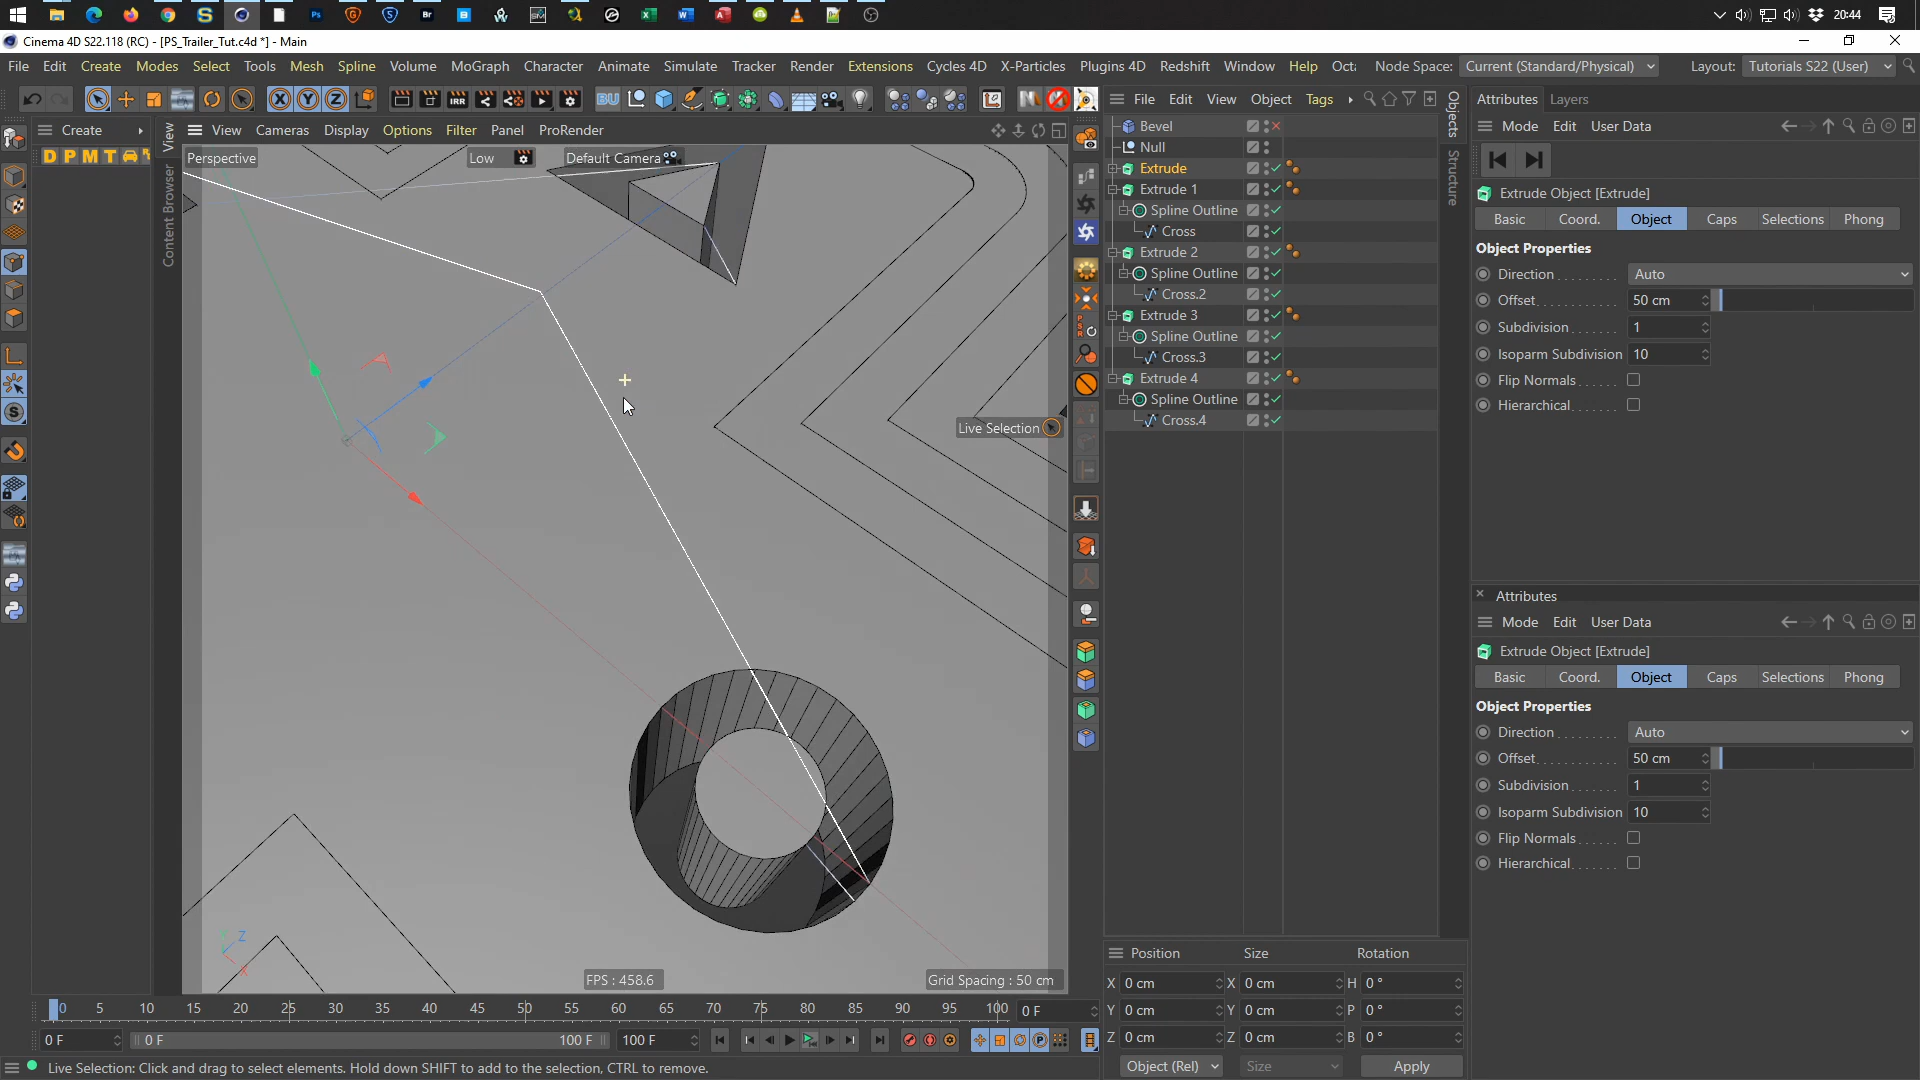 20:44
Cinema 4D S22.118 (RC) - [PS_Trailer_Tut.c4d *] - Main
File Edit Create Modes Select Tools Mesh Spline Volume MoGraph Character Animate Simulate Tracker Render Extensions Cycles 4D X-Particles Plugins 4D Redshift Window Help Octa Node Space: Current (Standard/Physical) Layout: Tutorials S22 (User)
File Edit View Object Tags
Attributes Layers
Create
View Cameras Display Options Filter Panel ProRender
Mode Edit User Data
D P M T
Perspective Low Default Camera
View
Content Browser
Objects
Structure
Bevel
Null
Extrude
Extrude 1
Spline Outline
Cross
Extrude 2
Spline Outline
Cross.2
Extrude 3
Spline Outline
Cross.3
Extrude 4
Spline Outline
Cross.4
Extrude Object [Extrude]
Basic Coord. Object Caps Selections Phong
Object Properties
Direction Auto
Offset 50 cm
Subdivision 1
Isoparm Subdivision 10
Flip Normals
Hierarchical
Live Selection
Attributes
Mode Edit User Data
Extrude Object [Extrude]
Basic Coord. Object Caps Selections Phong
Object Properties
Direction Auto
Offset 50 cm
Subdivision 1
Isoparm Subdivision 10
Flip Normals
Hierarchical
Z
X
FPS : 458.6 Grid Spacing : 50 cm
Position Size Rotation
X 0 cm X 0 cm H 0 °
Y 0 cm Y 0 cm P 0 °
Z 0 cm Z 0 cm B 0 °
Object (Rel) Size Apply
0 5 10 15 20 25 30 35 40 45 50 55 60 65 70 75 80 85 90 95 100 0 F
0 F 0 F 100 F 100 F
Live Selection: Click and drag to select elements. Hold down SHIFT to add to the selection, CTRL to remove.